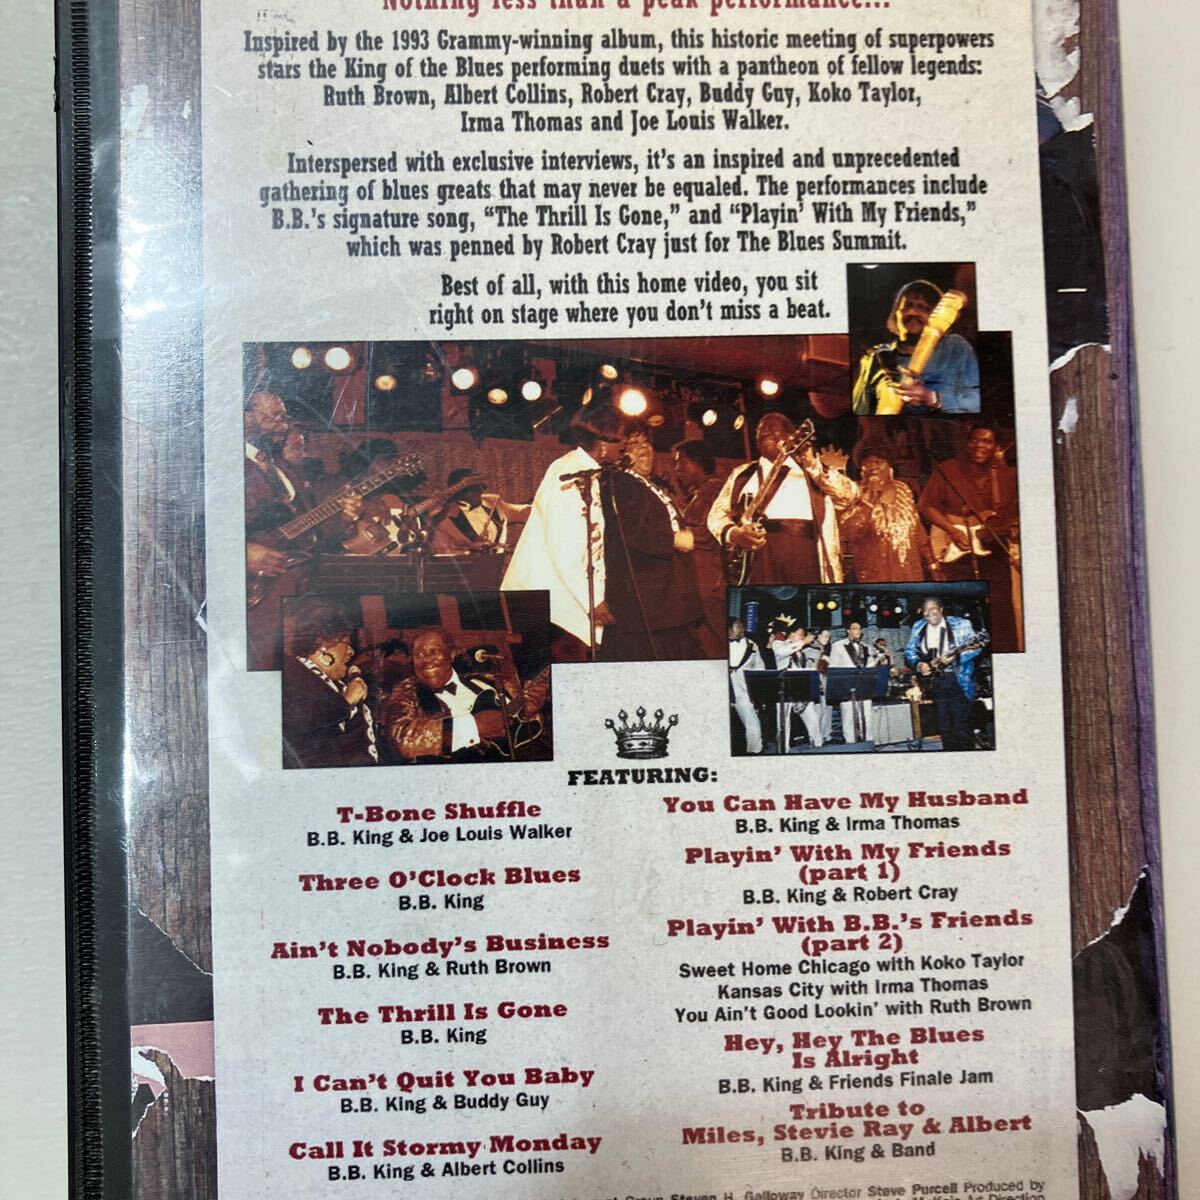 Nothing less than a peak performance...
Inspired by the 1993 Grammy-winning album, this historic meeting of superpowers
stars the King of the Blues performing duets with a pantheon of fellow legends:
Ruth Brown, Albert Collins, Robert Cray, Buddy Guy, Koko Taylor,
Irma Thomas and Joe Louis Walker.
Interspersed with exclusive interviews, it's an inspired and unprecedented
gathering of blues greats that may never be equaled. The performances include
B.B.'s signature song, “The Thrill Is Gone,” and “Playin' With My Friends,”
which was penned by Robert Cray just for The Blues Summit.
Best of all, with this home video, you sit
right on stage where you don't miss a beat.
FEATURING:
T-Bone Shuffle
B.B. King & Joe Louis Walker
Three O'Clock Blues
B.B. King
Ain't Nobody's Business
B.B. King & Ruth Brown
The Thrill Is Gone
B.B. King
I Can't Quit You Baby
B.B. King & Buddy Guy
Call It Stormy Monday
B.B. King & Albert Collins
You Can Have My Husband
B.B. King & Irma Thomas
Playin' With My Friends
(part 1)
B.B. King & Robert Cray
Playin' With B.B.'s Friends
(part 2)
Sweet Home Chicago with Koko Taylor
Kansas City with Irma Thomas
You Ain't Good Lookin' with Ruth Brown
Hey, Hey The Blues
Is Alright
B.B. King & Friends Finale Jam
Tribute to
Miles, Stevie Ray & Albert
B.B. King & Band
Steven H. Galloway Director Steve Purcell Produced by